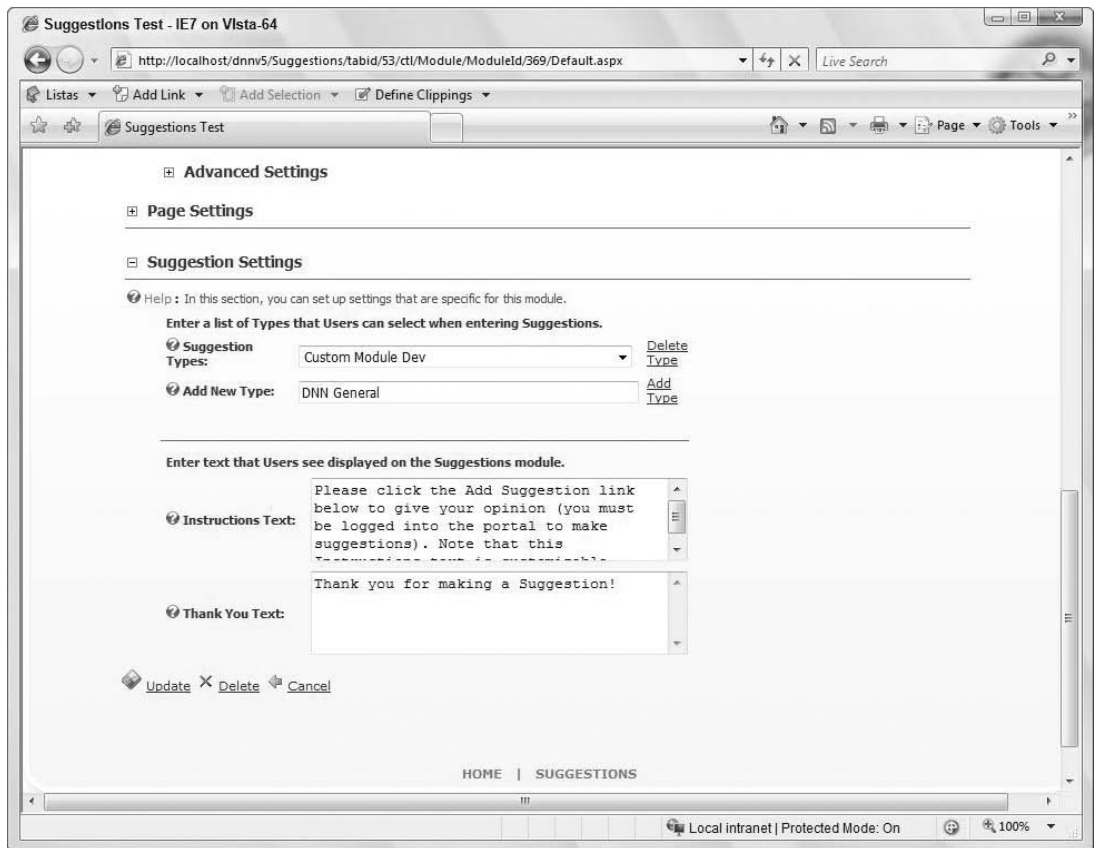 Suggestions Test - IE7 on VIsta-64
http://localhost/dnnv5/Suggestions/tabid/53/ctl/Module/ModuleId/369/Default.aspx
Live Search
Listas
Add Link
Add Selection
Define Clippings
Suggestions Test
Page
Tools
Advanced Settings
Page Settings
Suggestion Settings
Help : In this section, you can set up settings that are specific for this module.
Enter a list of Types that Users can select when entering Suggestions.
Suggestion Types:
Custom Module Dev
Delete Type
Add New Type:
DNN General
Add Type
Enter text that Users see displayed on the Suggestions module.
Instructions Text:
Please click the Add Suggestion link
below to give your opinion (you must
be logged into the portal to make
suggestions). Note that this
Instructions text is customizable
Thank You Text:
Thank you for making a Suggestion!
Update
Delete
Cancel
HOME | SUGGESTIONS
Local intranet | Protected Mode: On
100%